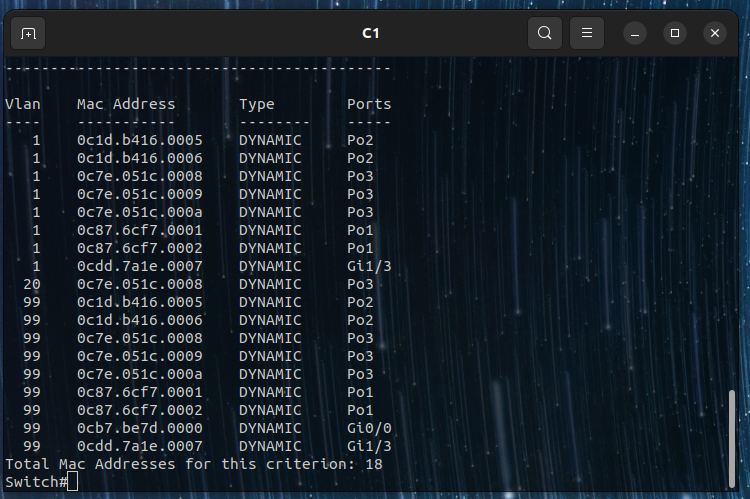 C1
-------------------------------------------
Vlan    Mac Address       Type        Ports
----    -----------       --------    -----
   1    0c1d.b416.0005    DYNAMIC     Po2
   1    0c1d.b416.0006    DYNAMIC     Po2
   1    0c7e.051c.0008    DYNAMIC     Po3
   1    0c7e.051c.0009    DYNAMIC     Po3
   1    0c7e.051c.000a    DYNAMIC     Po3
   1    0c87.6cf7.0001    DYNAMIC     Po1
   1    0c87.6cf7.0002    DYNAMIC     Po1
   1    0cdd.7a1e.0007    DYNAMIC     Gi1/3
  20    0c7e.051c.0008    DYNAMIC     Po3
  99    0c1d.b416.0005    DYNAMIC     Po2
  99    0c1d.b416.0006    DYNAMIC     Po2
  99    0c7e.051c.0008    DYNAMIC     Po3
  99    0c7e.051c.0009    DYNAMIC     Po3
  99    0c7e.051c.000a    DYNAMIC     Po3
  99    0c87.6cf7.0001    DYNAMIC     Po1
  99    0c87.6cf7.0002    DYNAMIC     Po1
  99    0cb7.be7d.0000    DYNAMIC     Gi0/0
  99    0cdd.7a1e.0007    DYNAMIC     Gi1/3
Total Mac Addresses for this criterion: 18
Switch#